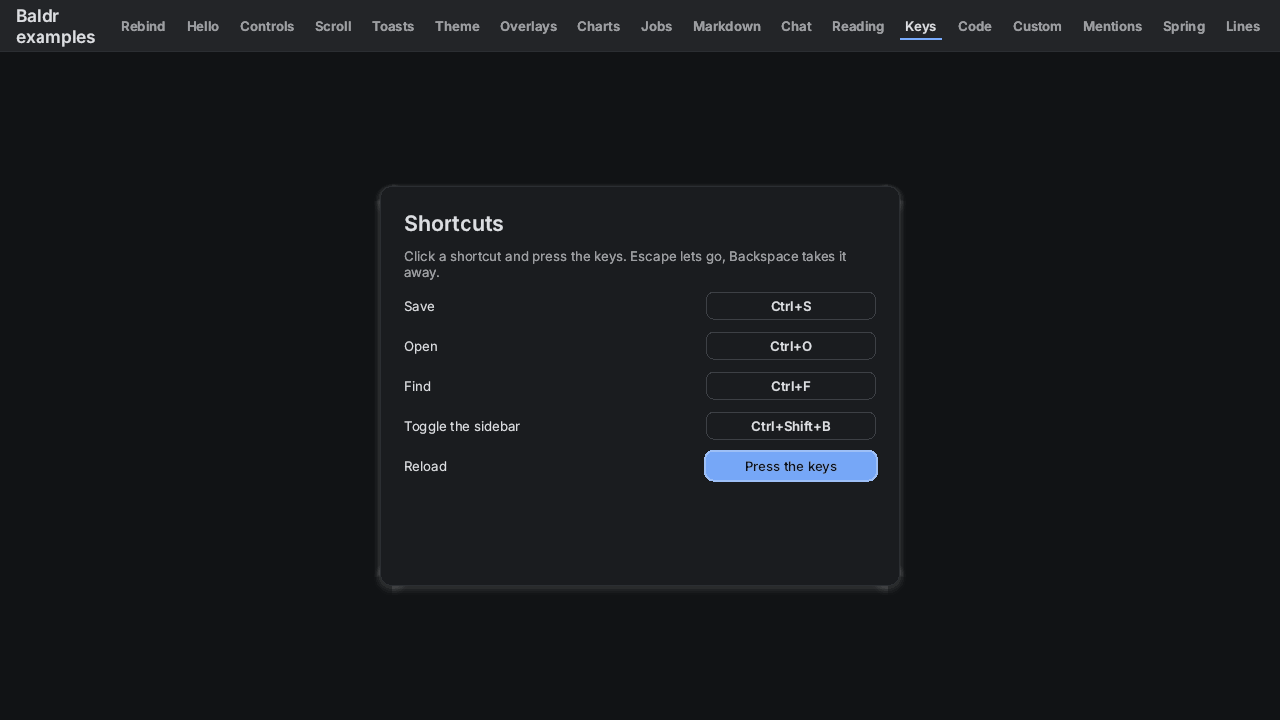 Baldr
examples
Rebind Hello Controls Scroll Toasts Theme Overlays Charts Jobs Markdown Chat Reading Keys Code Custom Mentions Spring Lines
Shortcuts
Click a shortcut and press the keys. Escape lets go, Backspace takes it
away.
Save Ctrl+S
Open Ctrl+O
Find Ctrl+F
Toggle the sidebar Ctrl+Shift+B
Reload Press the keys